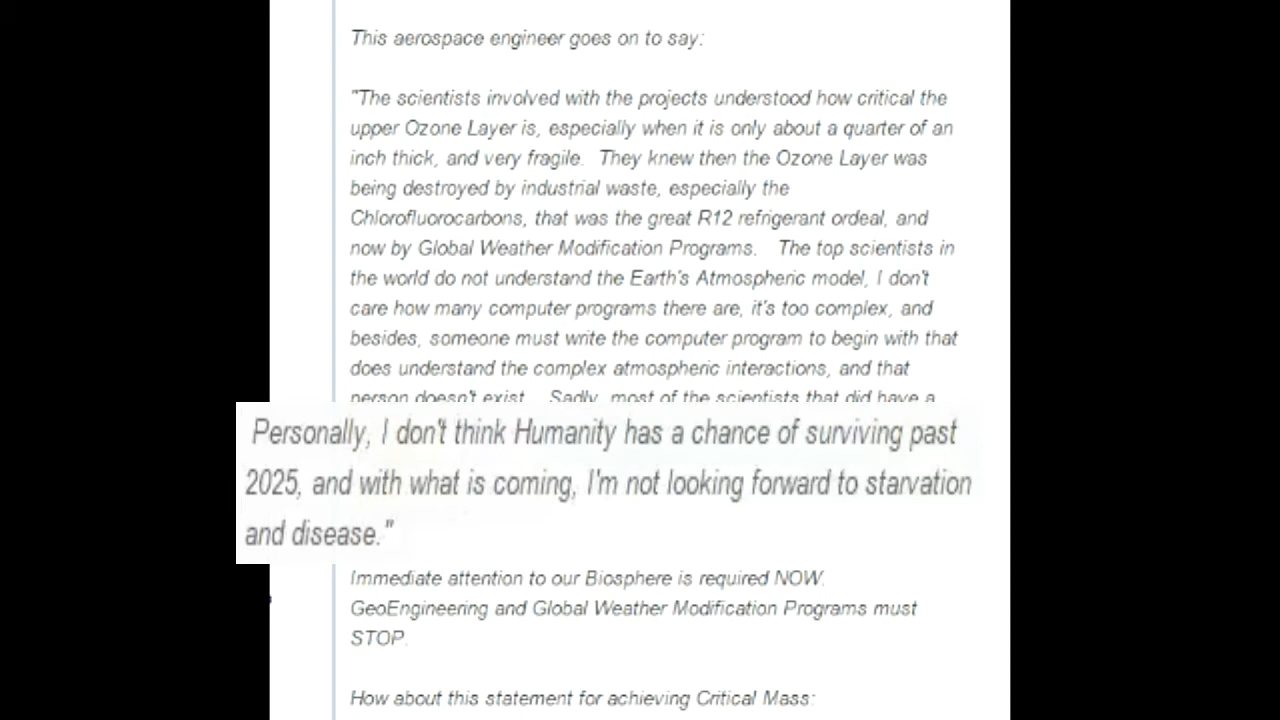 This aerospace engineer goes on to say:
"The scientists involved with the projects understood how critical the
upper Ozone Layer is, especially when it is only about a quarter of an
inch thick, and very fragile.  They knew then the Ozone Layer was
being destroyed by industrial waste, especially the
Chlorofluorocarbons, that was the great R12 refrigerant ordeal, and
now by Global Weather Modification Programs.   The top scientists in
the world do not understand the Earth's Atmospheric model, I don't
care how many computer programs there are, it's too complex, and
besides, someone must write the computer program to begin with that
does understand the complex atmospheric interactions, and that
person doesn't exist.   Sadly, most of the scientists that did have a
Personally, I don't think Humanity has a chance of surviving past
2025, and with what is coming, I'm not looking forward to starvation
and disease."
Immediate attention to our Biosphere is required NOW.
GeoEngineering and Global Weather Modification Programs must
STOP.
How about this statement for achieving Critical Mass: